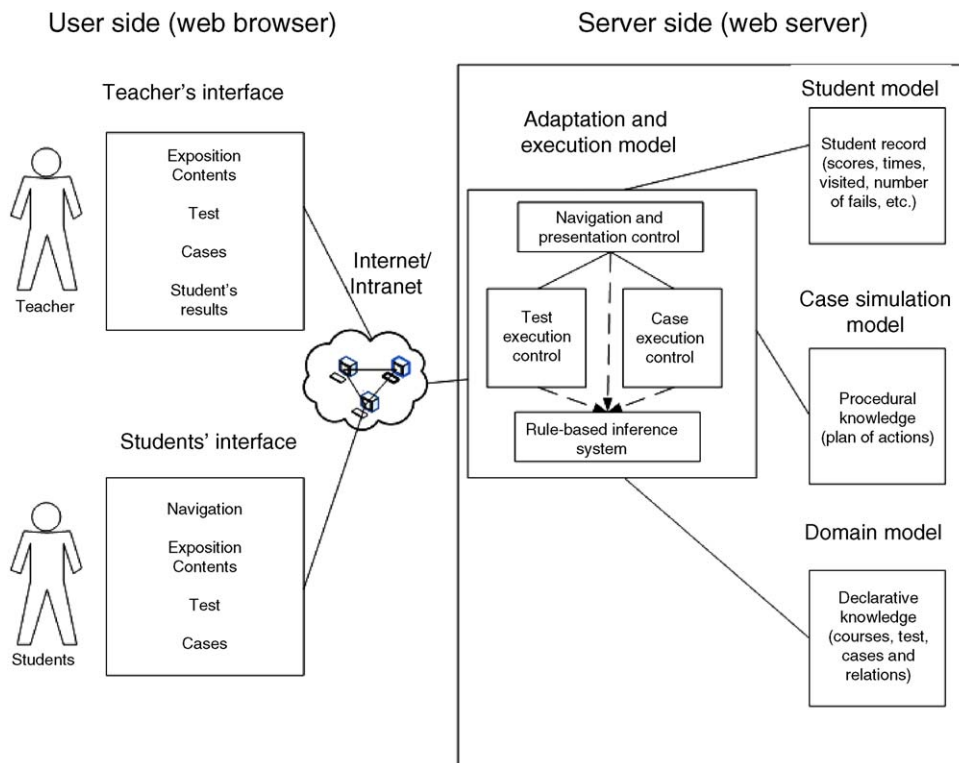 User side (web browser)
Server side (web server)
Teacher's interface
Exposition
Contents
Test
Cases
Student's
results
Teacher
Internet/
Intranet
Students' interface
Navigation
Exposition
Contents
Test
Cases
Students
Adaptation and
execution model
Navigation and
presentation control
Test
execution
control
Case
execution
control
Rule-based inference
system
Student model
Student record
(scores, times,
visited, number
of fails, etc.)
Case simulation
model
Procedural
knowledge
(plan of actions)
Domain model
Declarative
knowledge
(courses, test,
cases and
relations)